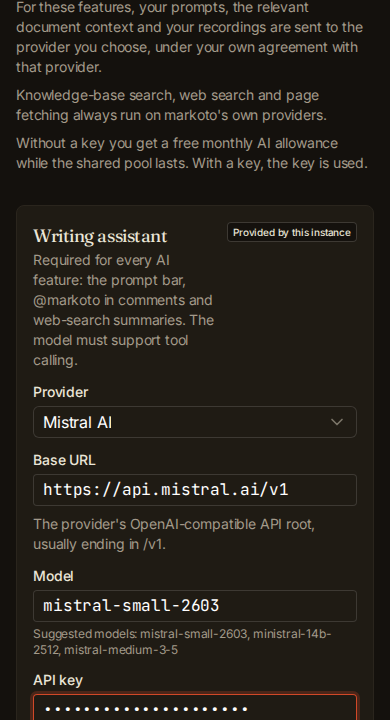 For these features, your prompts, the relevant
document context and your recordings are sent to the
provider you choose, under your own agreement with
that provider.
Knowledge-base search, web search and page
fetching always run on markoto's own providers.
Without a key you get a free monthly AI allowance
while the shared pool lasts. With a key, the key is used.
Writing assistant
Provided by this instance
Required for every AI
feature: the prompt bar,
@markoto in comments and
web-search summaries. The
model must support tool
calling.
Provider
Mistral AI
Base URL
https://api.mistral.ai/v1
The provider's OpenAI-compatible API root,
usually ending in /v1.
Model
mistral-small-2603
Suggested models: mistral-small-2603, ministral-14b-
2512, mistral-medium-3-5
API key
•••••••••••••••••••••